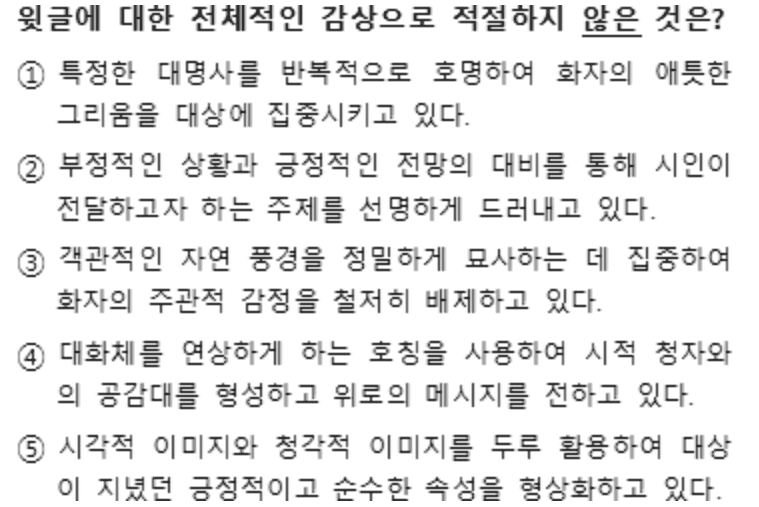 윗글에 대한 전체적인 감상으로 적절하지 않은 것은?
① 특정한 대명사를 반복적으로 호명하여 화자의 애틋한
그리움을 대상에 집중시키고 있다.
② 부정적인 상황과 긍정적인 전망의 대비를 통해 시인이
전달하고자 하는 주제를 선명하게 드러내고 있다.
③ 객관적인 자연 풍경을 정밀하게 묘사하는 데 집중하여
화자의 주관적 감정을 철저히 배제하고 있다.
④ 대화체를 연상하게 하는 호칭을 사용하여 시적 청자와
의 공감대를 형성하고 위로의 메시지를 전하고 있다.
⑤ 시각적 이미지와 청각적 이미지를 두루 활용하여 대상
이 지녔던 긍정적이고 순수한 속성을 형상화하고 있다.